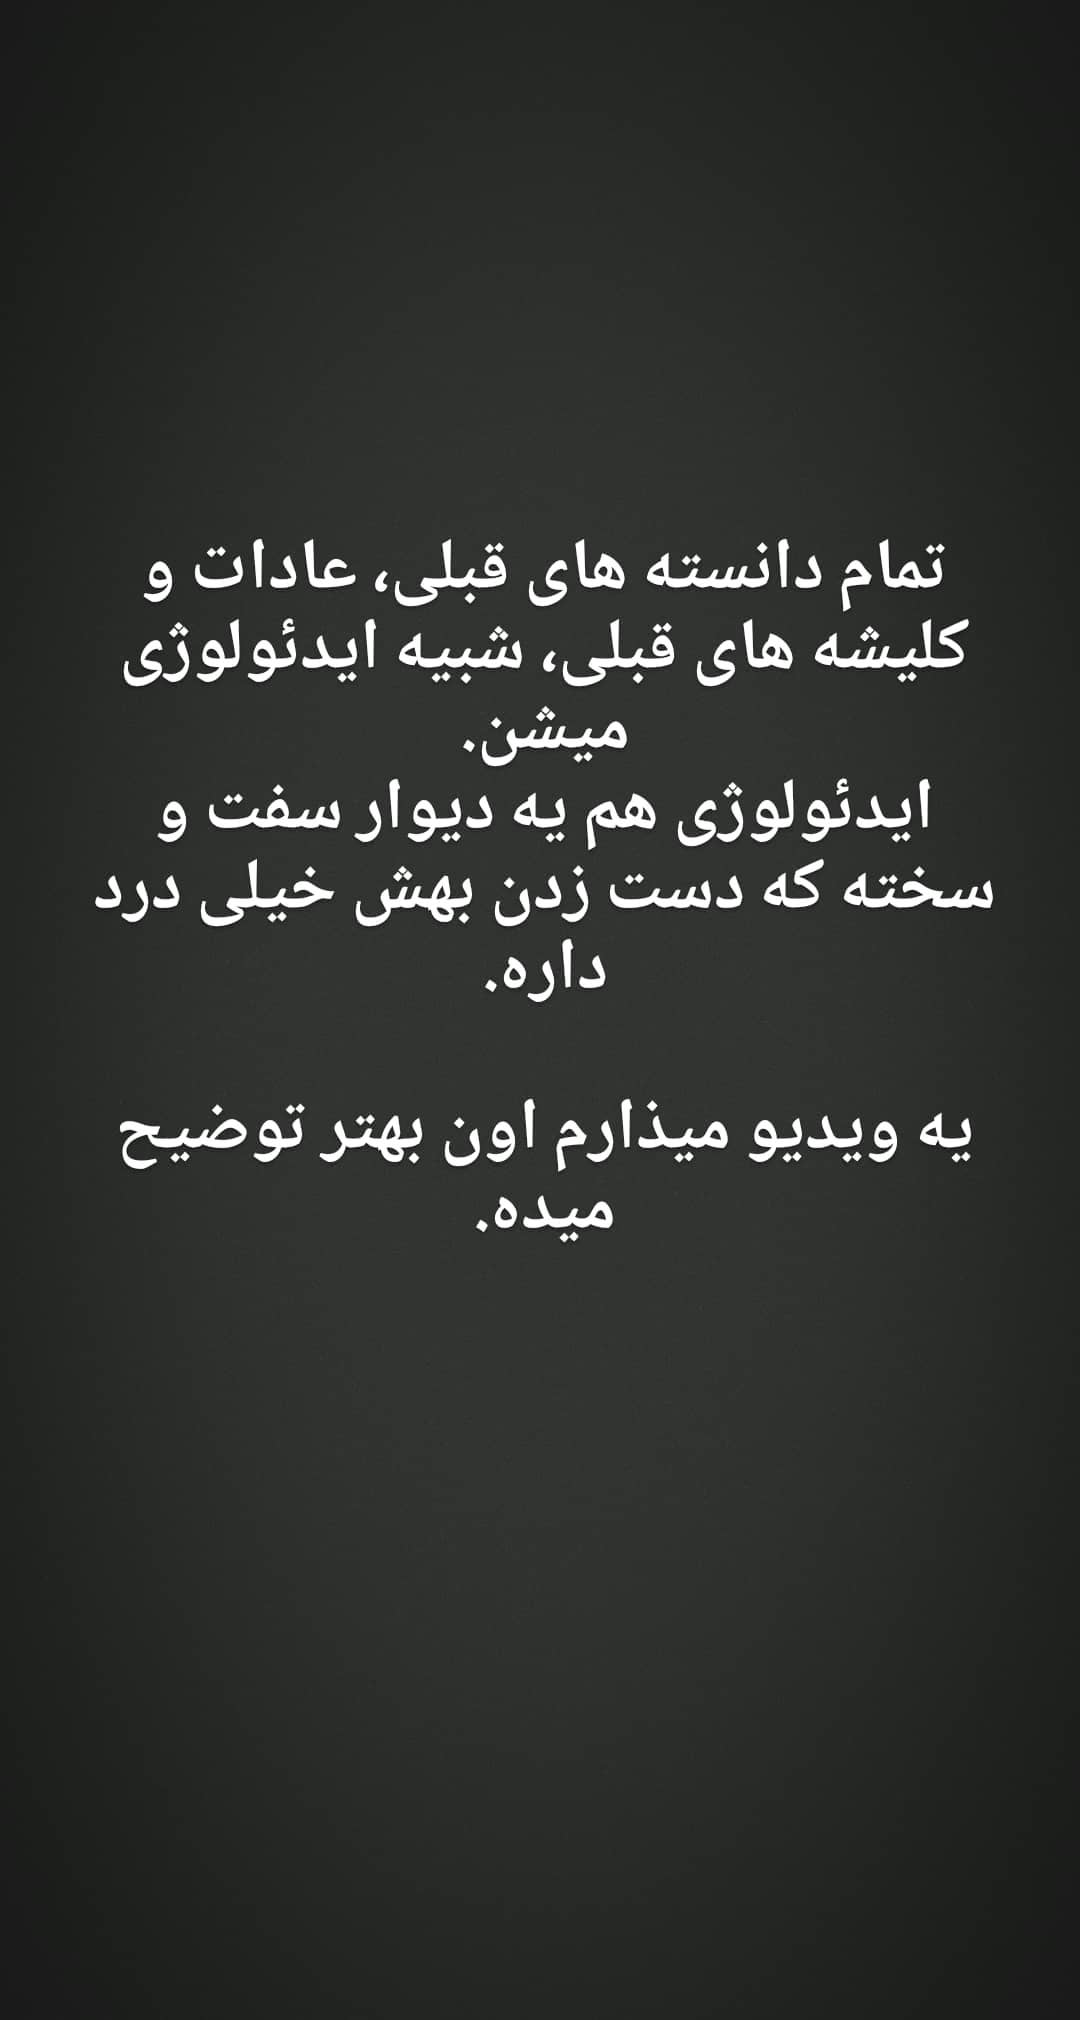 تمام دانسته های قبلی، عادات و
کلیشه های قبلی، شبیه ایدئولوژی
میشن.
ایدئولوژی هم یه دیوار سفت و
سخته که دست زدن بهش خیلی درد
داره.
یه ویدیو میذارم اون بهتر توضیح
میده.